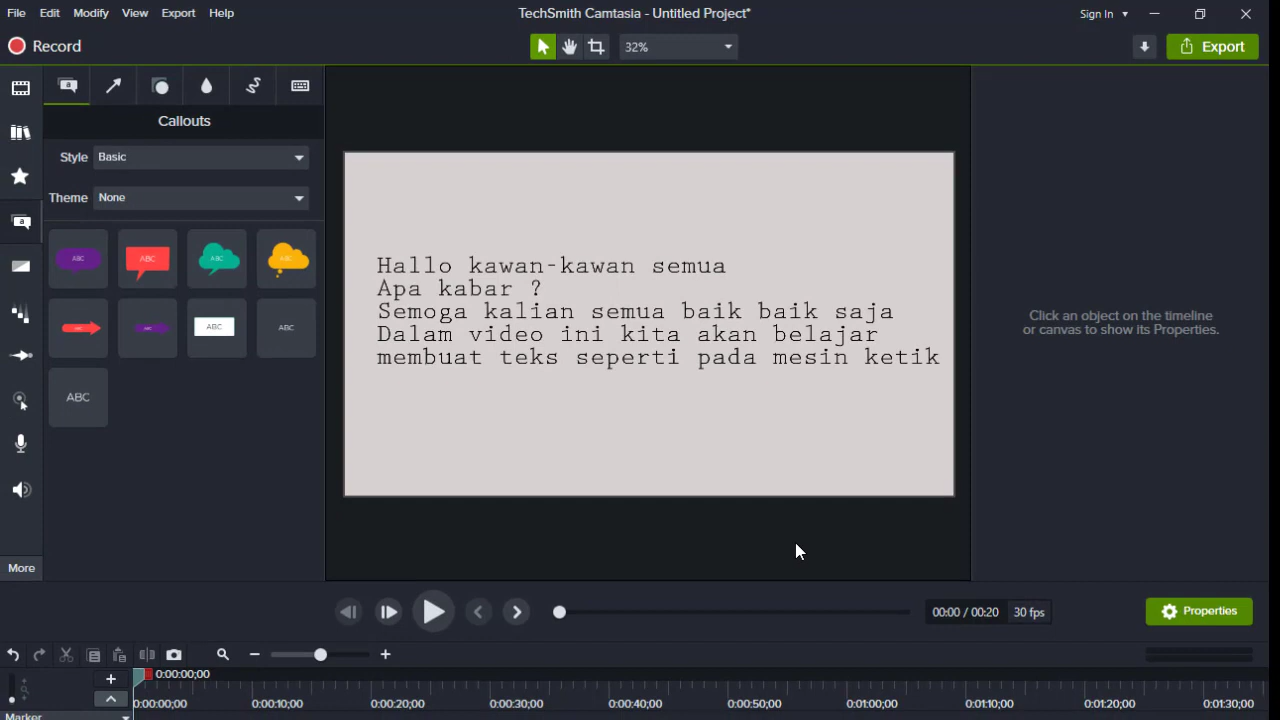 File Edit Modify View Export Help TechSmith Camtasia - Untitled Project* Sign In
Record 32% Export
Callouts
Style Basic
Theme None
ABC ABC ABC ABC
ABC ABC ABC ABC
ABC
Hallo kawan-kawan semua
Apa kabar ?
Semoga kalian semua baik baik saja
Dalam video ini kita akan belajar
membuat teks seperti pada mesin ketik
Click an object on the timeline
or canvas to show its Properties.
More
00:00 / 00:20 30 fps Properties
0:00:00;00
0:00:00;00 0:00:10;00 0:00:20;00 0:00:30;00 0:00:40;00 0:00:50;00 0:01:00;00 0:01:10;00 0:01:20;00 0:01:30;00
Marker